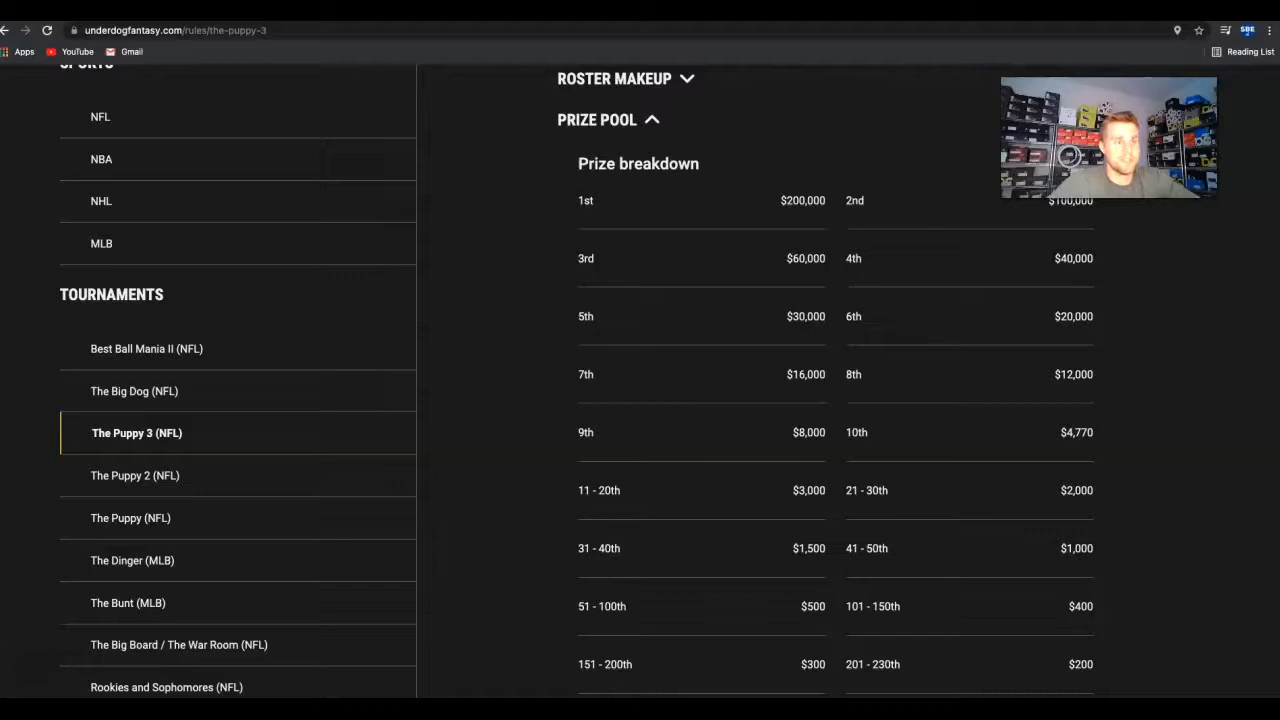 underdogfantasy.com/rules/the-puppy-3
SBE
Apps YouTube Gmail Reading List
SPORTS
NFL
NBA
NHL
MLB
TOURNAMENTS
Best Ball Mania II (NFL)
The Big Dog (NFL)
The Puppy 3 (NFL)
The Puppy 2 (NFL)
The Puppy (NFL)
The Dinger (MLB)
The Bunt (MLB)
The Big Board / The War Room (NFL)
Rookies and Sophomores (NFL)
ROSTER MAKEUP
PRIZE POOL
Prize breakdown
1st $200,000 2nd $100,000
3rd $60,000 4th $40,000
5th $30,000 6th $20,000
7th $16,000 8th $12,000
9th $8,000 10th $4,770
11 - 20th $3,000 21 - 30th $2,000
31 - 40th $1,500 41 - 50th $1,000
51 - 100th $500 101 - 150th $400
151 - 200th $300 201 - 230th $200